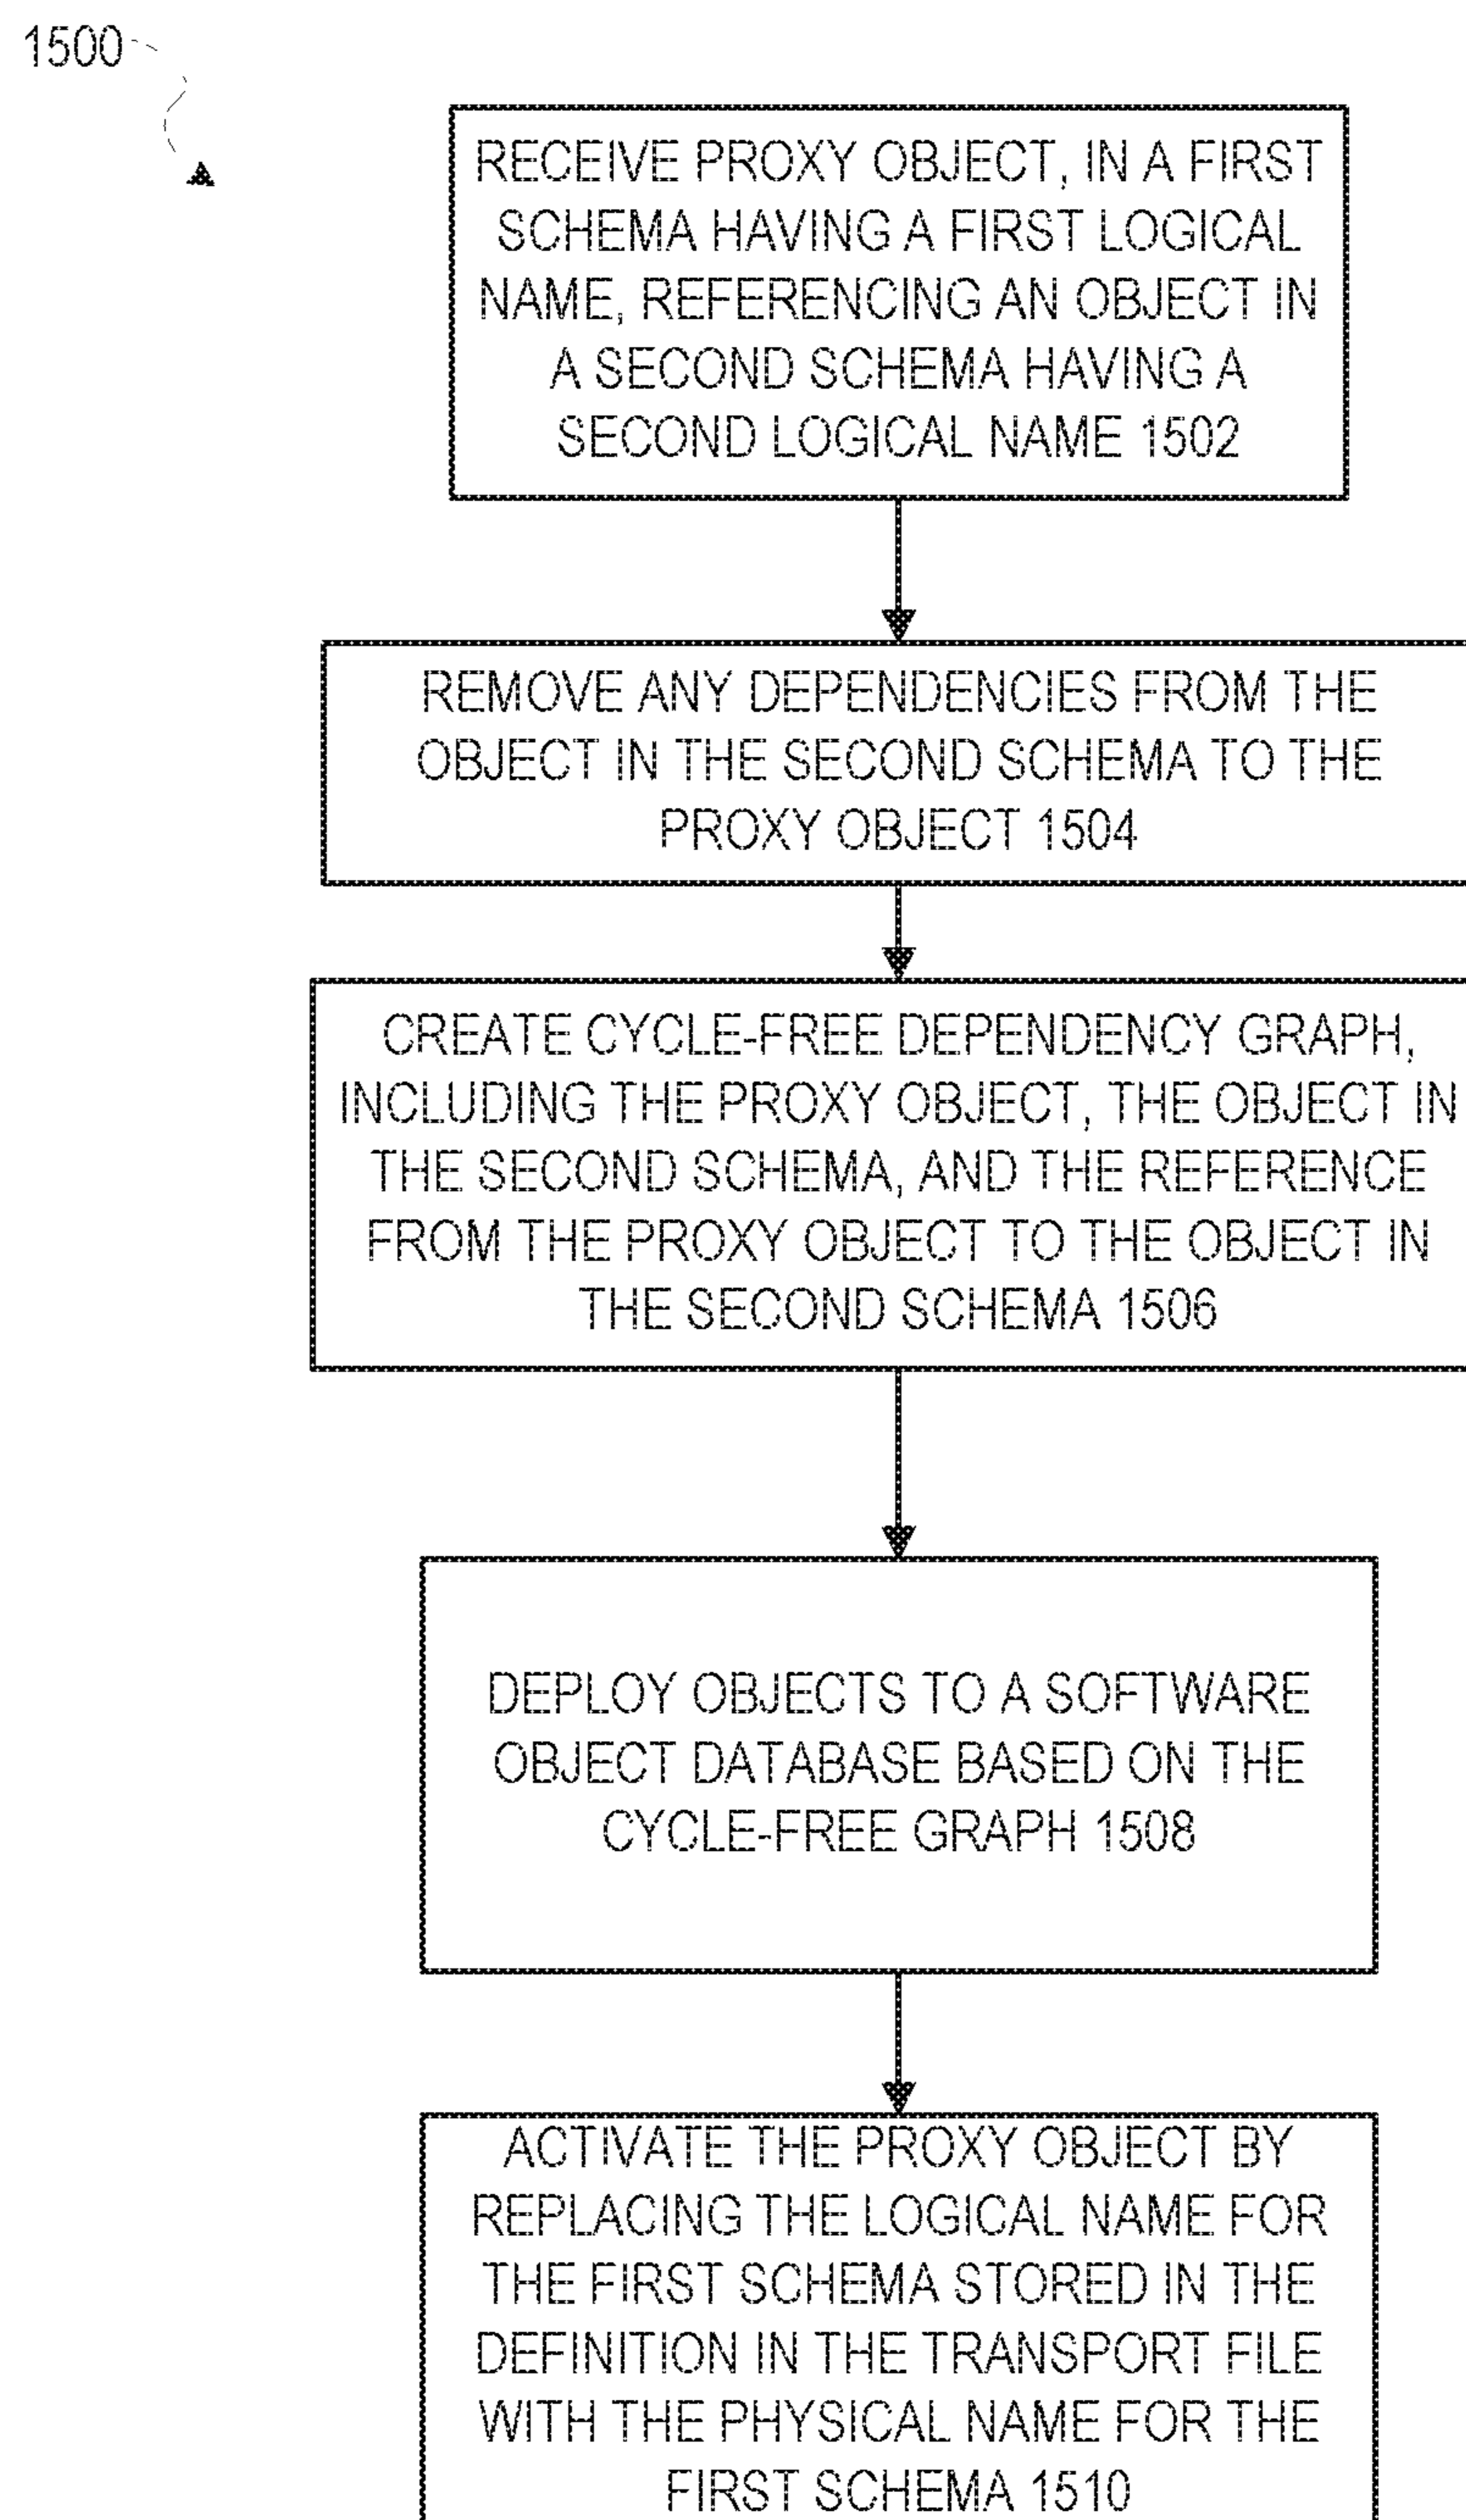 1500
RECEIVE PROXY OBJECT, IN A FIRST
SCHEMA HAVING A FIRST LOGICAL
NAME, REFERENCING AN OBJECT IN
A SECOND SCHEMA HAVING A
SECOND LOGICAL NAME 1502
REMOVE ANY DEPENDENCIES FROM THE
OBJECT IN THE SECOND SCHEMA TO THE
PROXY OBJECT 1504
CREATE CYCLE-FREE DEPENDENCY GRAPH,
INCLUDING THE PROXY OBJECT, THE OBJECT IN
THE SECOND SCHEMA, AND THE REFERENCE
FROM THE PROXY OBJECT TO THE OBJECT IN
THE SECOND SCHEMA 1506
DEPLOY OBJECTS TO A SOFTWARE
OBJECT DATABASE BASED ON THE
CYCLE-FREE GRAPH 1508
ACTIVATE THE PROXY OBJECT BY
REPLACING THE LOGICAL NAME FOR
THE FIRST SCHEMA STORED IN THE
DEFINITION IN THE TRANSPORT FILE
WITH THE PHYSICAL NAME FOR THE
FIRST SCHEMA 1510